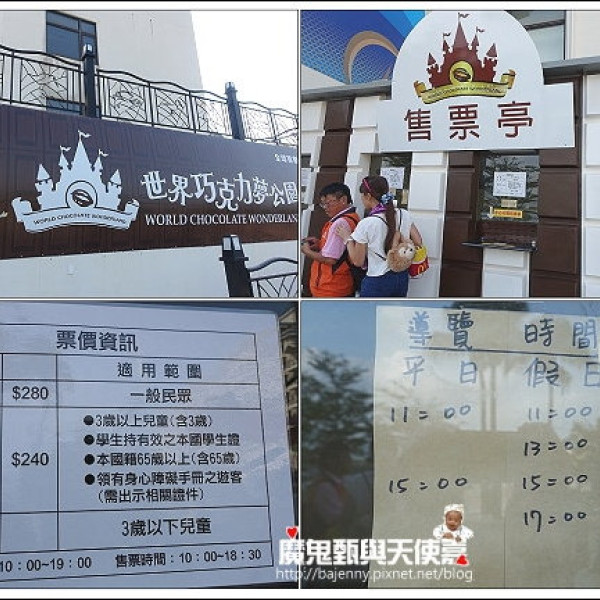 世界巧克力夢公園
WORLD CHOCOLATE WONDERLAND
WORLD CHOCOLATE WONDERLAND
售票亭
票價資訊
適用範圍
$280 一般民眾
●3歲以上兒童(含3歲)
●學生持有效之本國學生證
$240 ●本國籍65歲以上(含65歲)
●領有身心障礙手冊之遊客
(需出示相關證件)
3歲以下兒童
10:00~19:00 售票時間:10:00~18:30
導覽 時間
平日 假日
11:00 11:00
13:00
15:00 15:00
17:00
魔鬼甄與天使嘉
http://bajenny.pixnet.net/blog